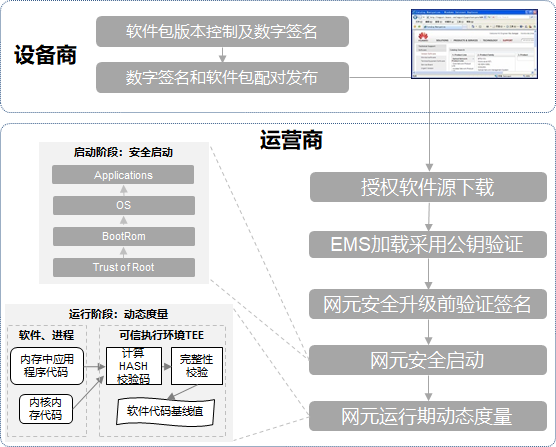 设备商
软件包版本控制及数字签名
数字签名和软件包配对发布
HUAWEI
运营商
授权软件源下载
EMS加载采用公钥验证
网元安全升级前验证签名
网元安全启动
网元运行期动态度量
启动阶段：安全启动
Applications
OS
BootRom
Trust of Root
运行阶段：动态度量
软件、进程
可信执行环境TEE
内存中应用
程序代码
内核内
存代码
计算
HASH
校验码
完整性
校验
软件代码基线值